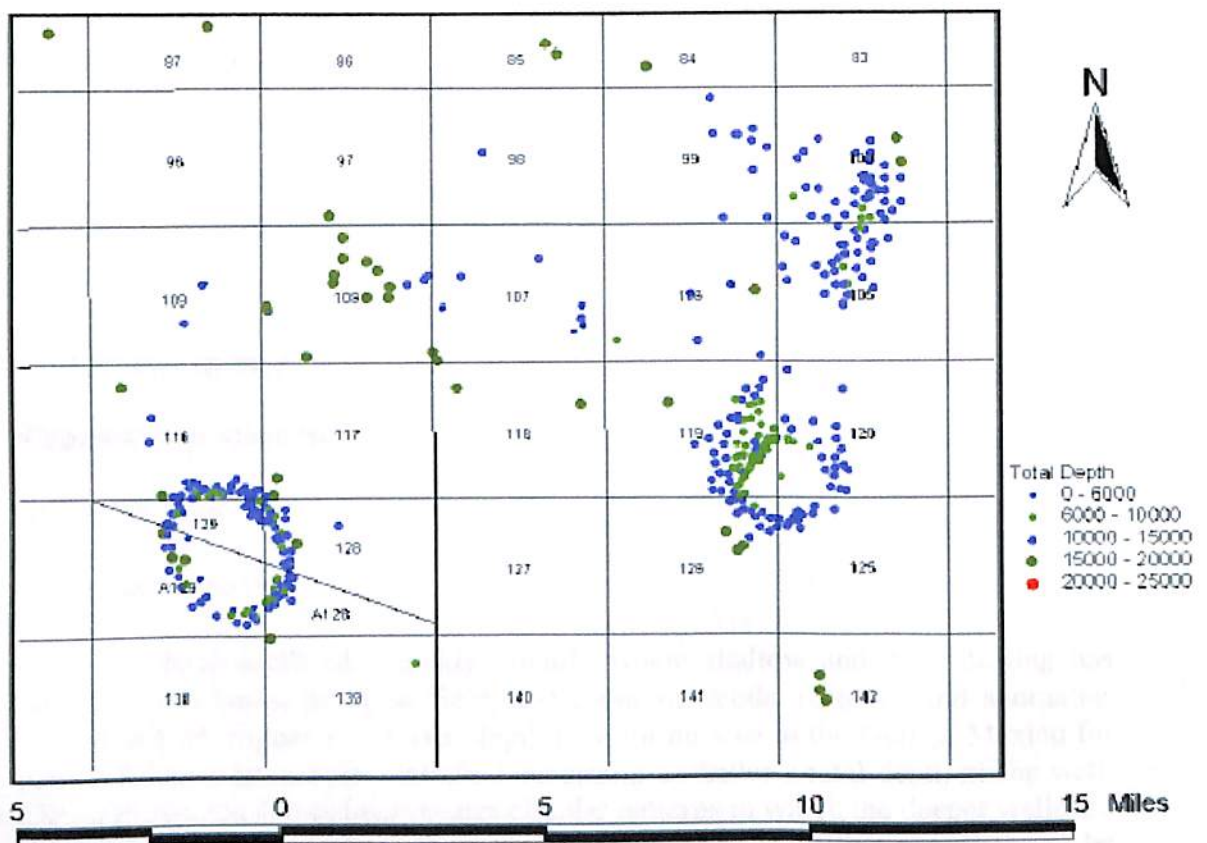 N
87 86 85 84 83
96 97 98 99
109 109 107 105
116 117 118 119 120
129 128 127 126 125
A129 A128
138 139 140 141 142
Total Depth
0 - 6000
6000 - 10000
10000 - 15000
15000 - 20000
20000 - 25000
5 0 5 10 15 Miles